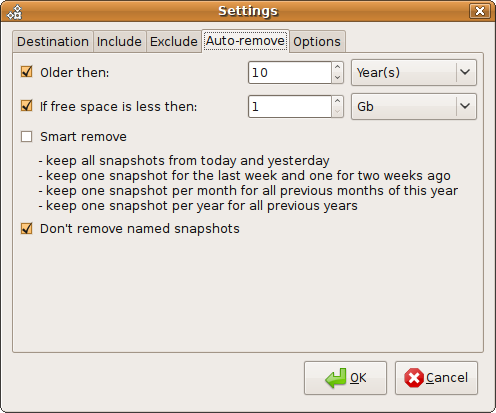 Settings
Destination Include Exclude Auto-remove Options
Older then: 10 Year(s)
If free space is less then: 1 Gb
Smart remove
- keep all snapshots from today and yesterday
- keep one snapshot for the last week and one for two weeks ago
- keep one snapshot per month for all previous months of this year
- keep one snapshot per year for all previous years
Don't remove named snapshots
OK Cancel